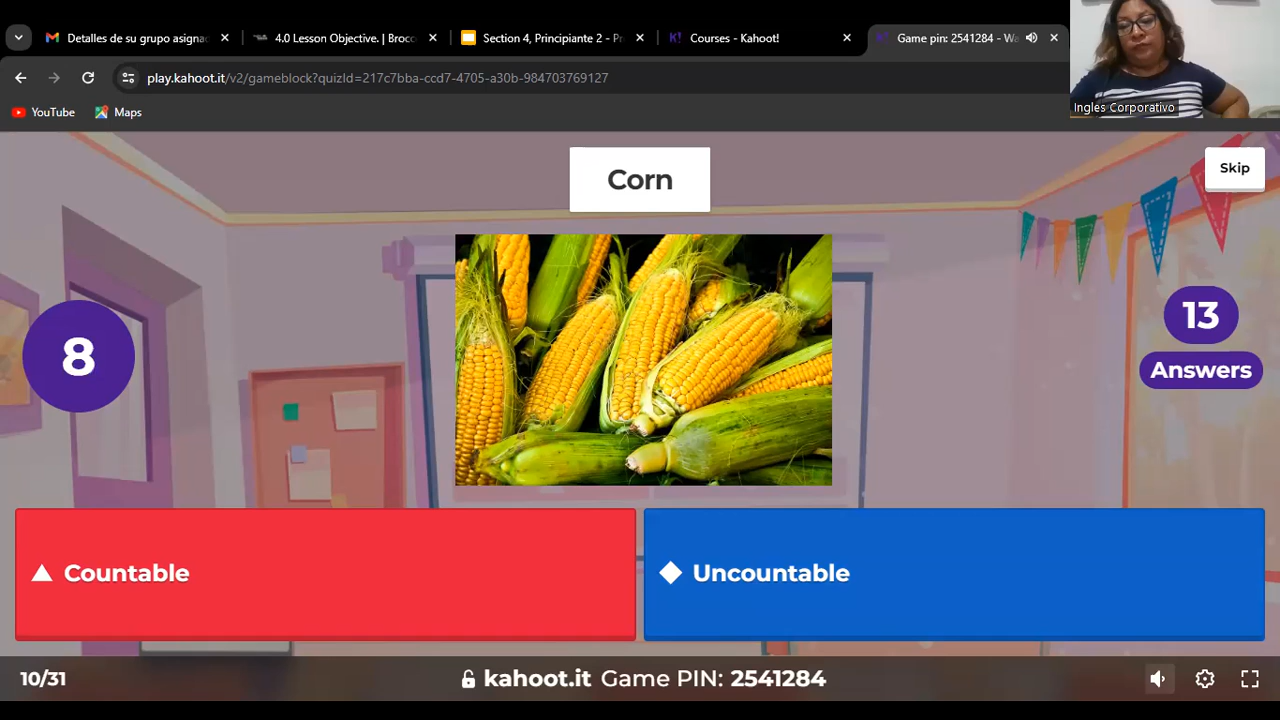 Detalles de su grupo asigna
4.0 Lesson Objective. | Broco
Section 4, Principiante 2 - Pr
Courses - Kahoot!
Game pin: 2541284 - Wa
play.kahoot.it/v2/gameblock?quizId=217c7bba-ccd7-4705-a30b-984703769127
Ingles Corporativo
YouTube
Maps
Corn
Skip
8
13
Answers
Countable
Uncountable
10/31
kahoot.it Game PIN: 2541284